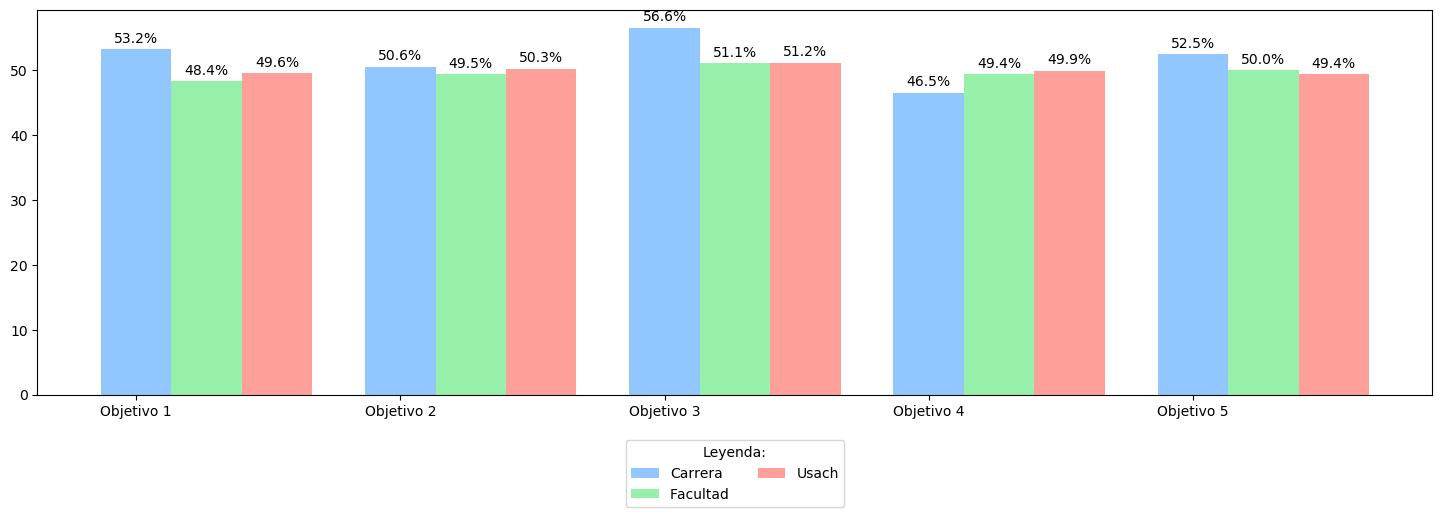 56.6%
53.2% 50.6% 50.3% 51.1% 51.2% 52.5%
48.4% 49.6% 49.5% 46.5% 49.4% 49.9% 50.0% 49.4%
50
40
30
20
10
0
Objetivo 1 Objetivo 2 Objetivo 3 Objetivo 4 Objetivo 5
Leyenda:
Carrera Usach
Facultad